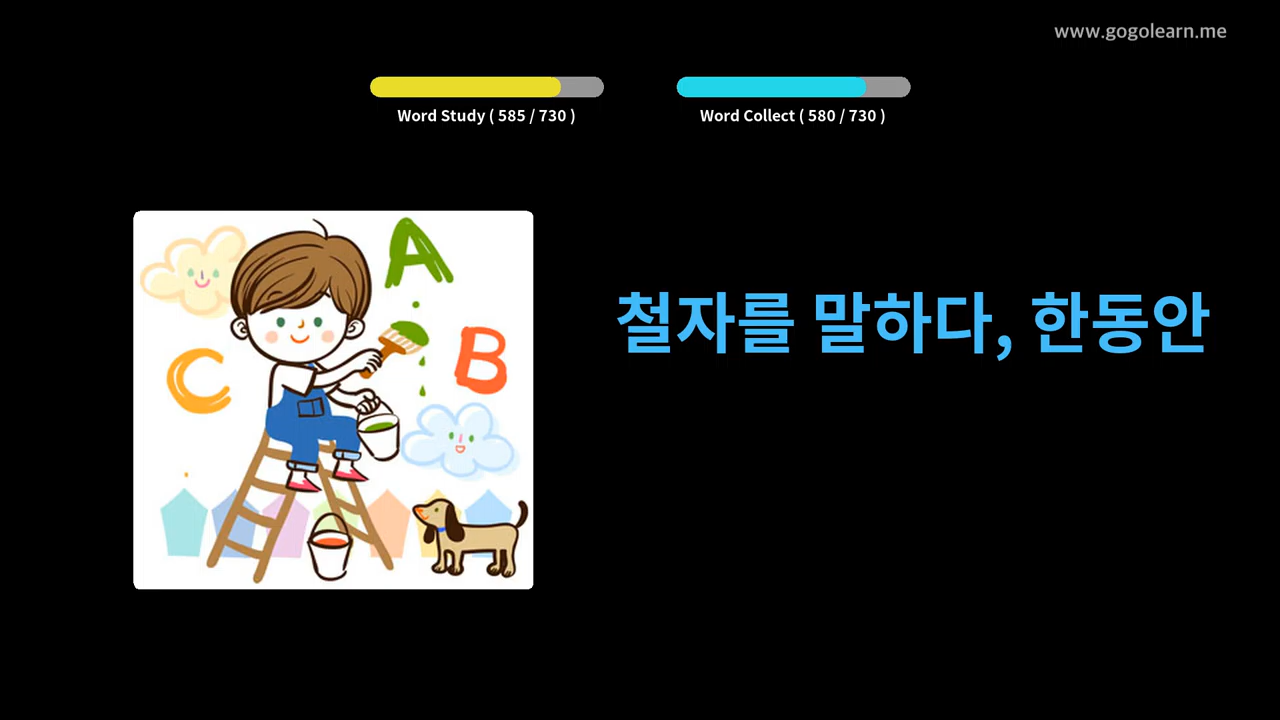 www.gogolearn.me
Word Study ( 585 / 730 )
Word Collect ( 580 / 730 )
A
B
C
철자를 말하다, 한동안